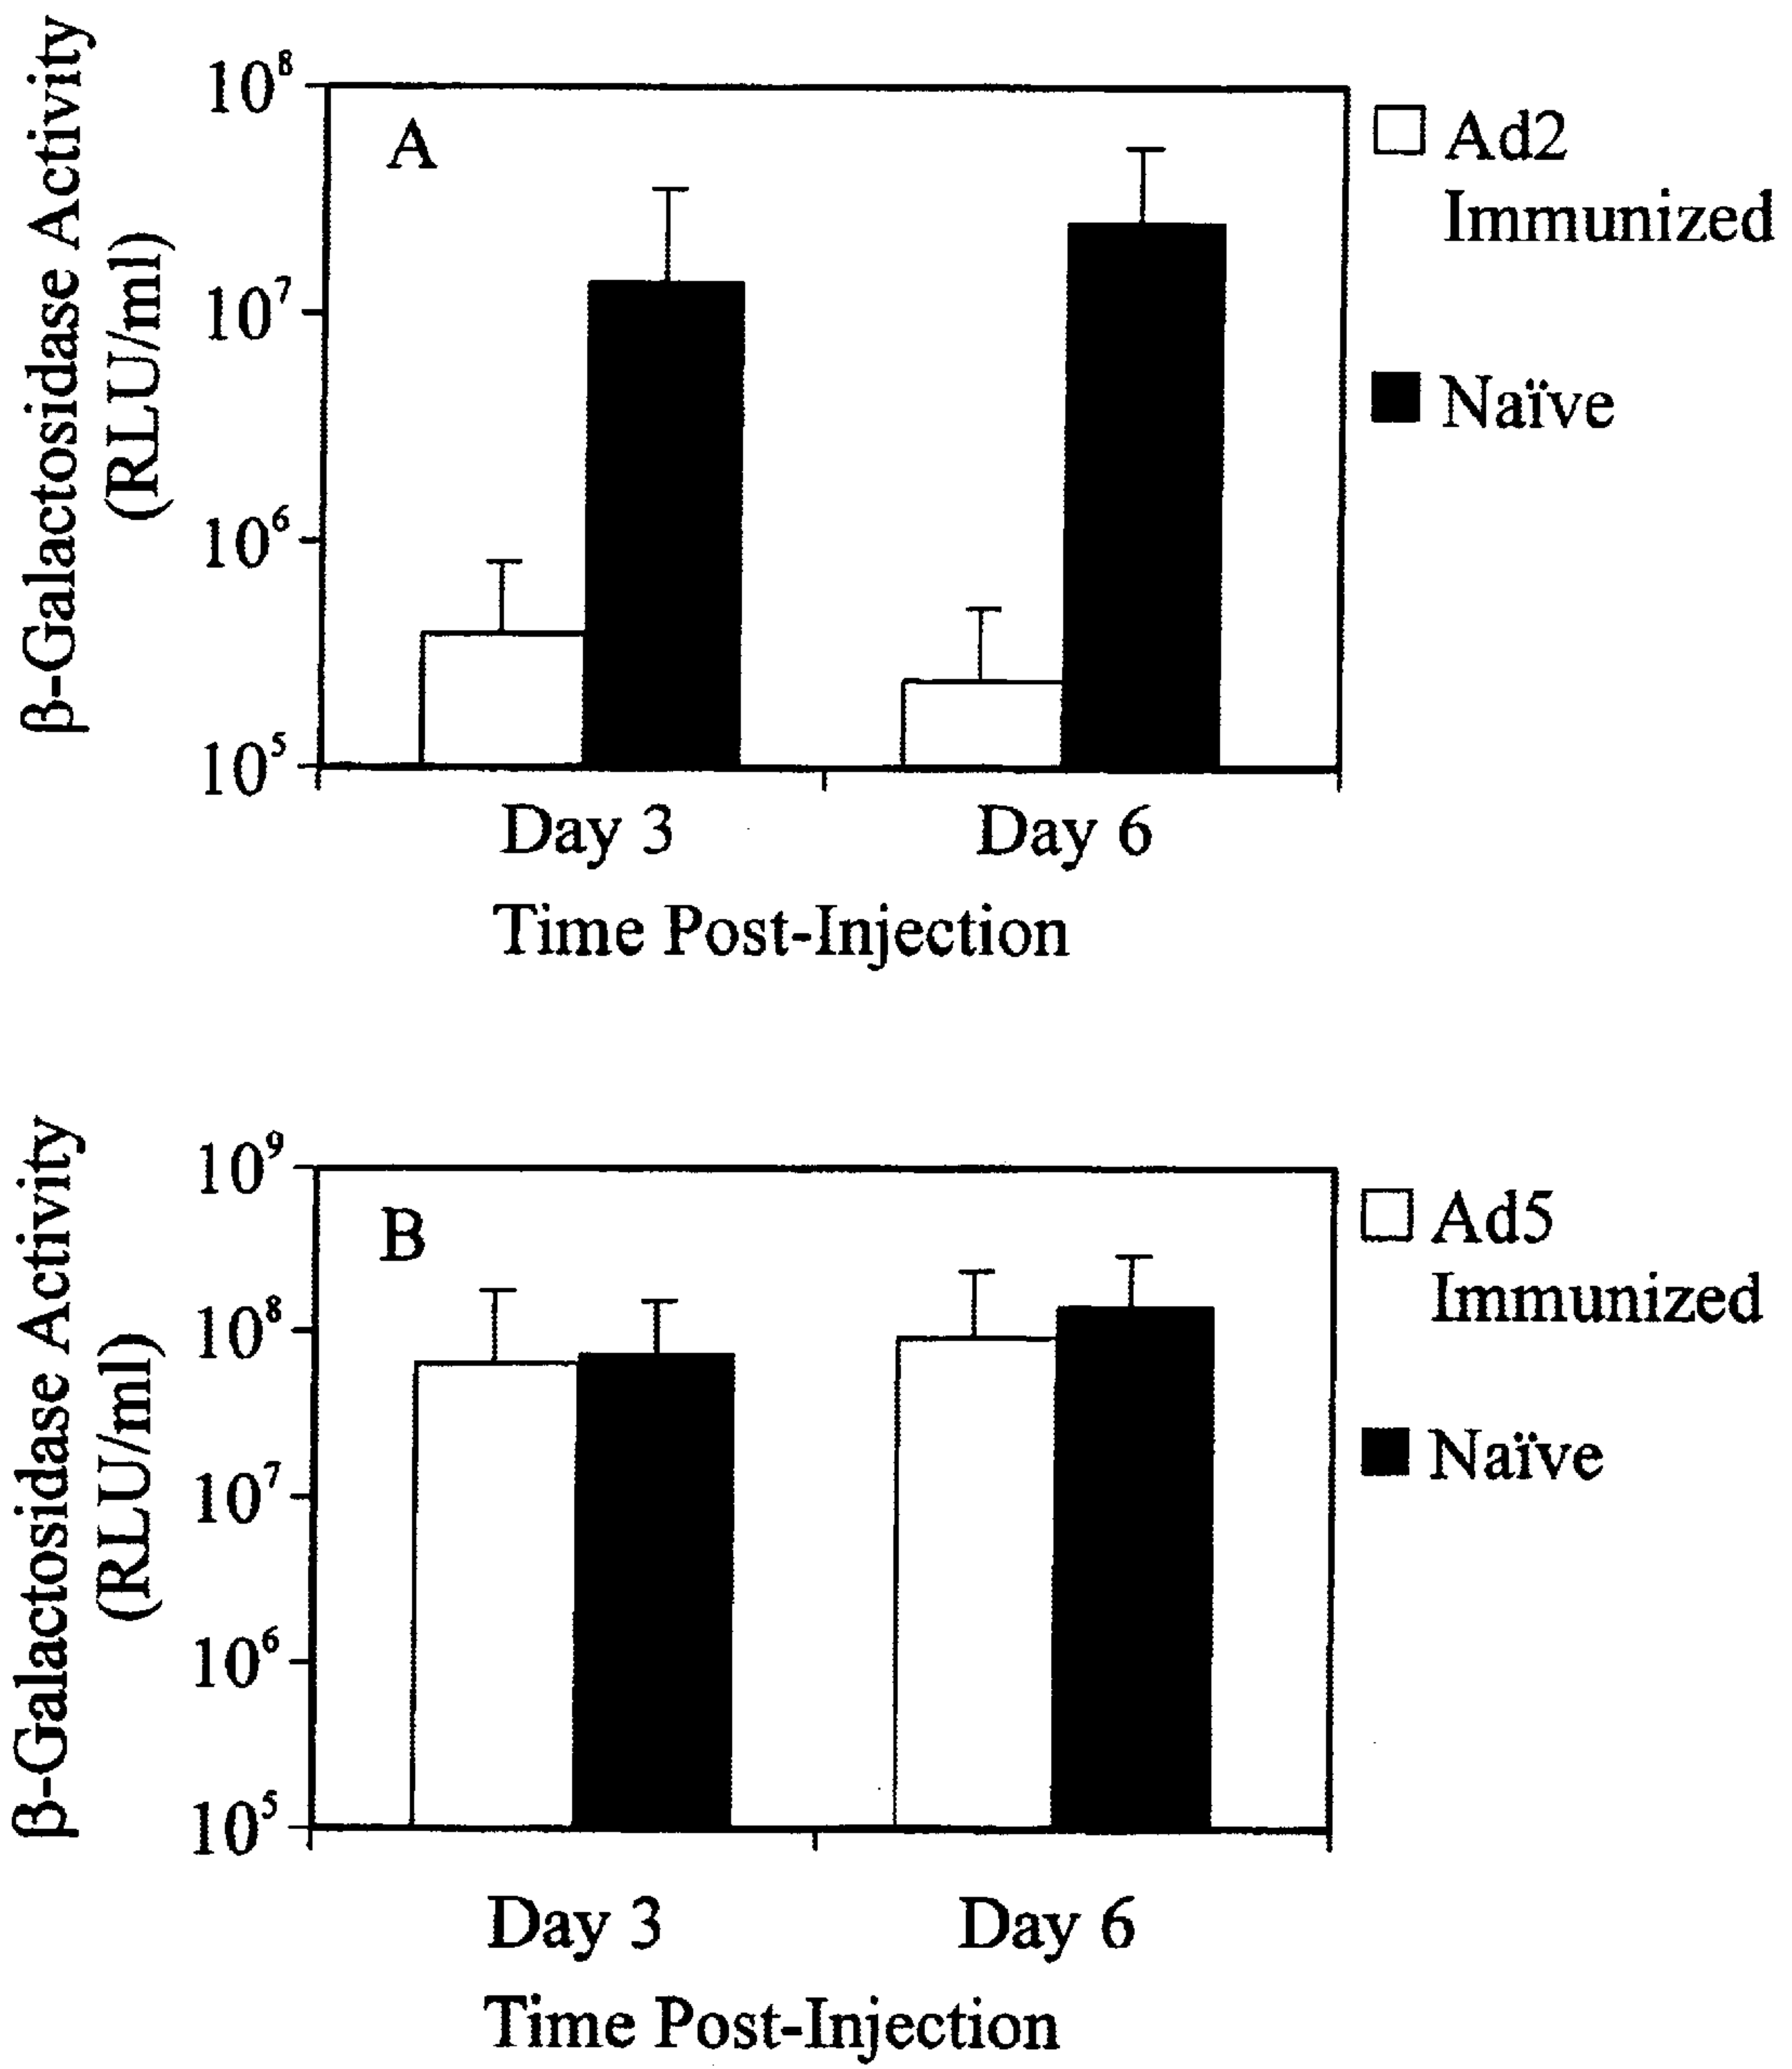 β-Galactosidase Activity
(RLU/ml)
10⁸
10⁷
10⁶
10⁵
A
Ad2
Immunized
Naïve
Day 3
Day 6
Time Post-Injection
β-Galactosidase Activity
(RLU/ml)
10⁹
10⁸
10⁷
10⁶
10⁵
B
Ad5
Immunized
Naïve
Day 3
Day 6
Time Post-Injection